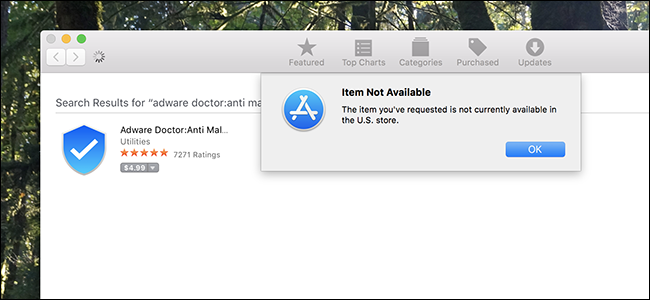 Featured
Top Charts
Categories
Purchased
Updates
Item Not Available
The item you've requested is not currently available in
the U.S. store.
OK
Search Results for “adware doctor:anti ma
Adware Doctor:Anti Mal...
Utilities
7271 Ratings
$4.99